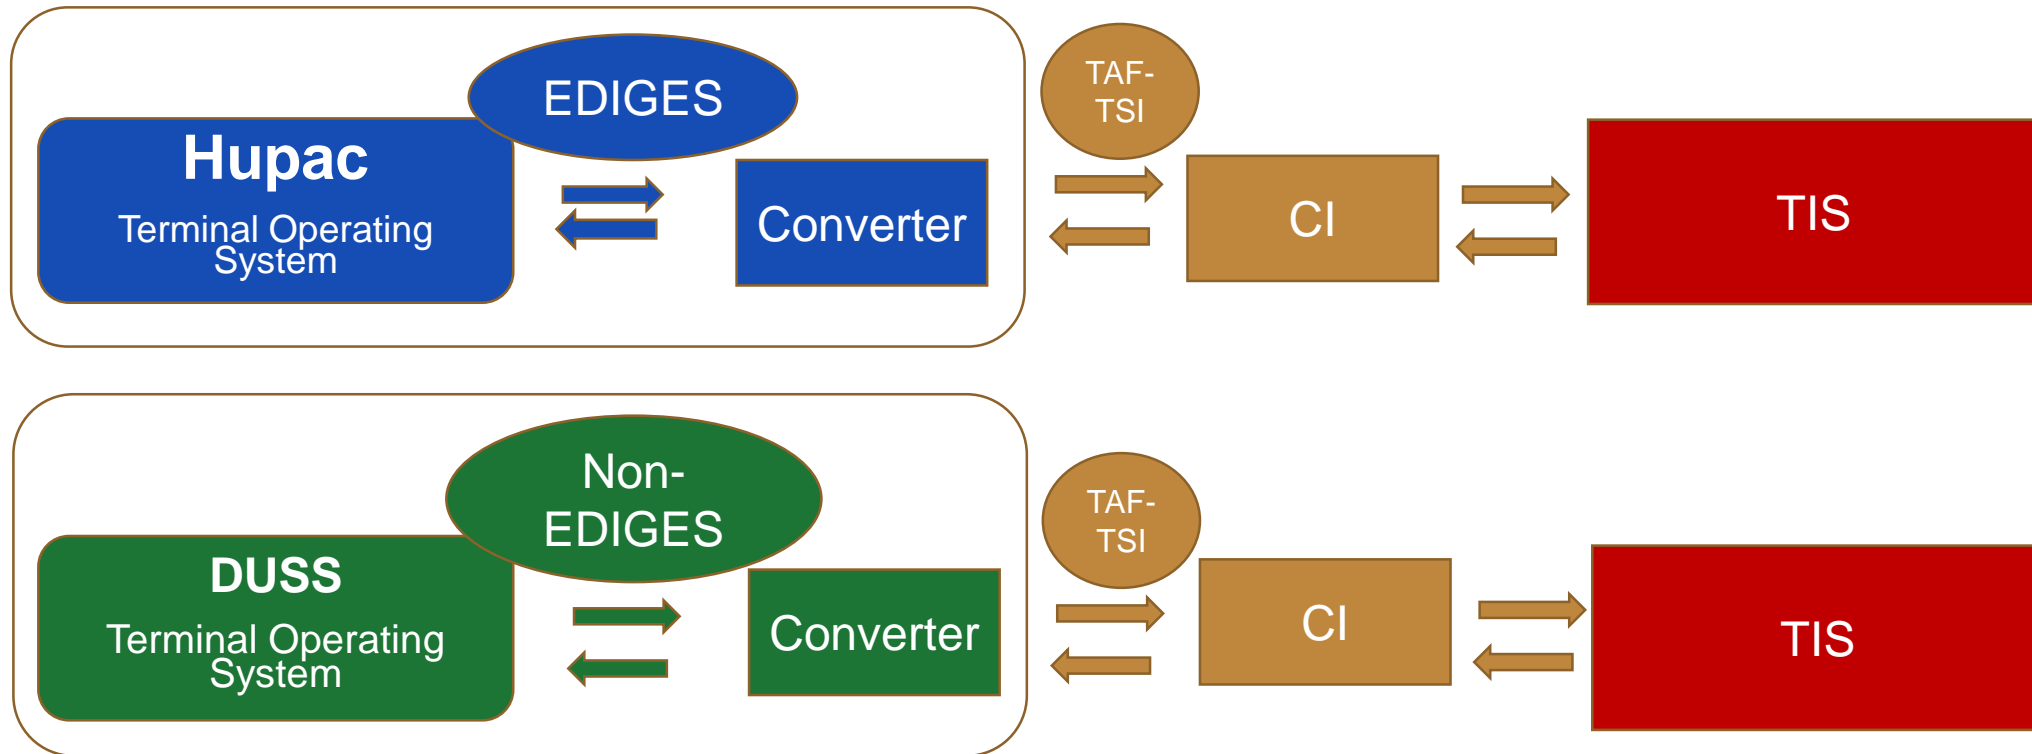 EDIGES
Hupac
Terminal Operating
System
Converter
TAF-
TSI
CI
TIS
Non-
EDIGES
DUSS
Terminal Operating
System
Converter
TAF-
TSI
CI
TIS